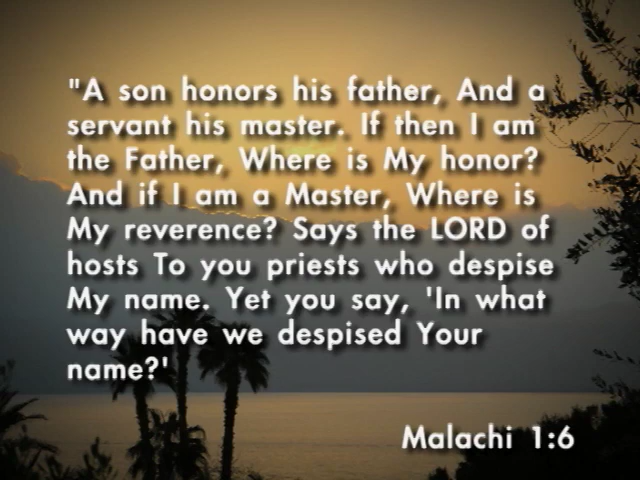 "A son honors his father, And a
servant his master. If then I am
the Father, Where is My honor?
And if I am a Master, Where is
My reverence? Says the LORD of
hosts To you priests who despise
My name. Yet you say, 'In what
way have we despised Your
name?'
Malachi 1:6